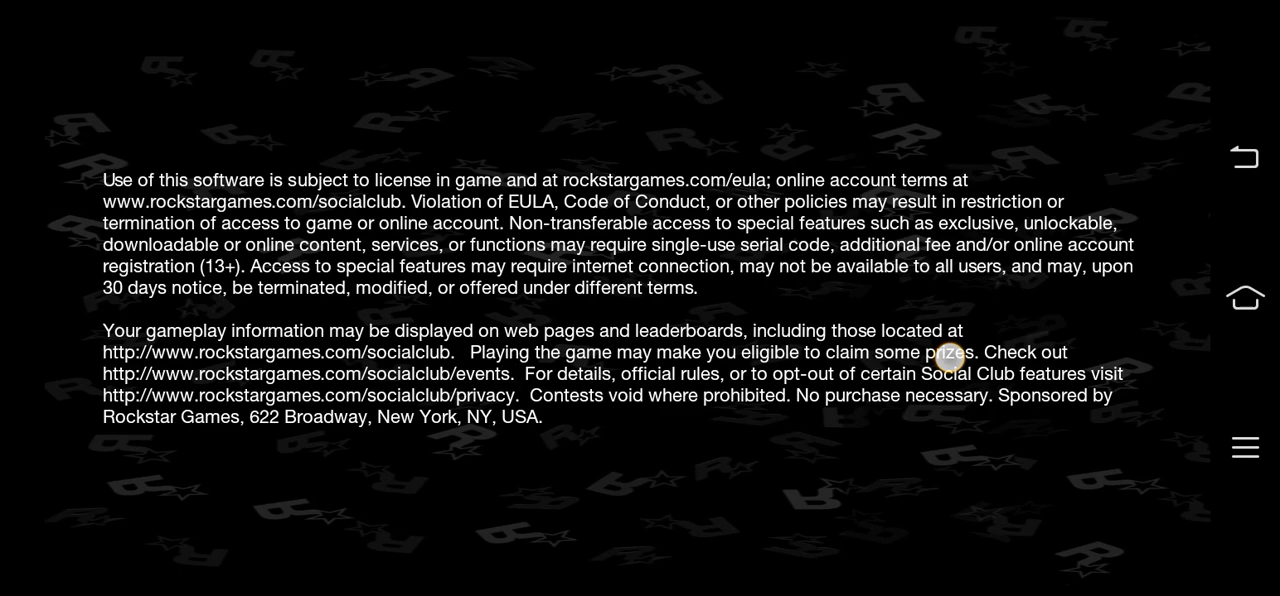 Use of this software is subject to license in game and at rockstargames.com/eula; online account terms at
www.rockstargames.com/socialclub. Violation of EULA, Code of Conduct, or other policies may result in restriction or
termination of access to game or online account. Non-transferable access to special features such as exclusive, unlockable,
downloadable or online content, services, or functions may require single-use serial code, additional fee and/or online account
registration (13+). Access to special features may require internet connection, may not be available to all users, and may, upon
30 days notice, be terminated, modified, or offered under different terms.
Your gameplay information may be displayed on web pages and leaderboards, including those located at
http://www.rockstargames.com/socialclub. Playing the game may make you eligible to claim some prizes. Check out
http://www.rockstargames.com/socialclub/events. For details, official rules, or to opt-out of certain Social Club features visit
http://www.rockstargames.com/socialclub/privacy. Contests void where prohibited. No purchase necessary. Sponsored by
Rockstar Games, 622 Broadway, New York, NY, USA.